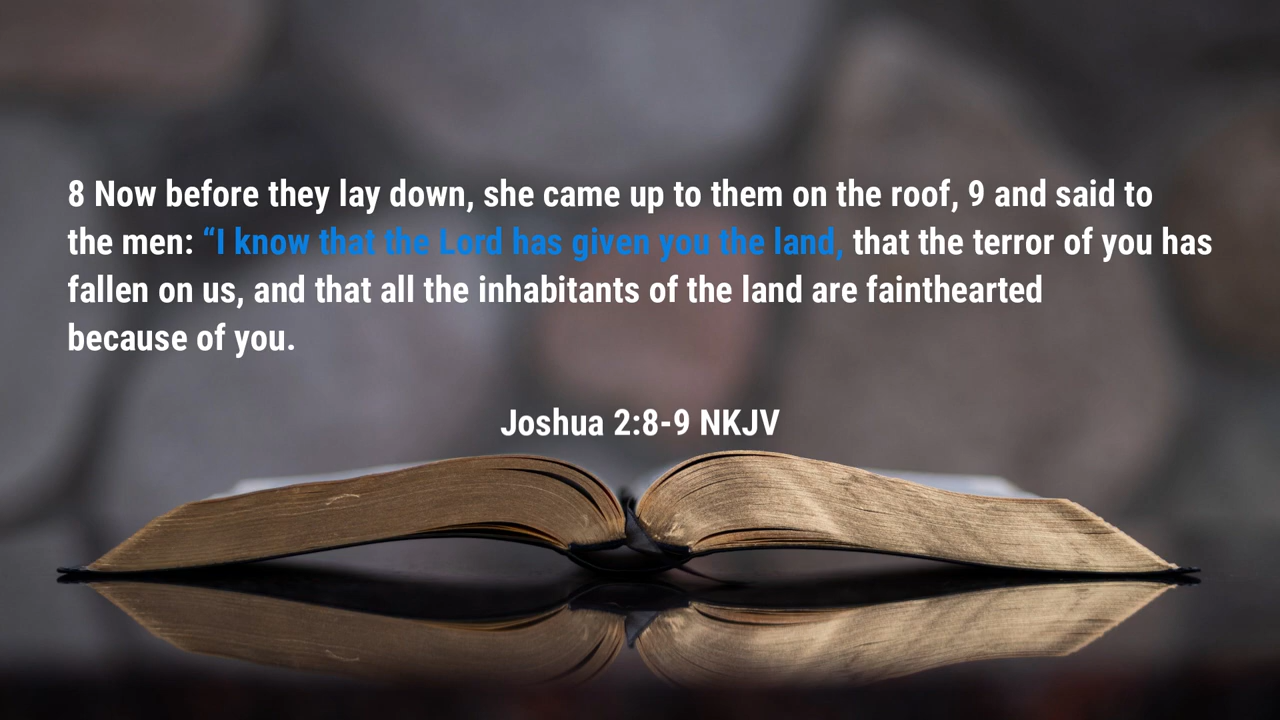 8 Now before they lay down, she came up to them on the roof, 9 and said to
the men: “I know that the Lord has given you the land, that the terror of you has
fallen on us, and that all the inhabitants of the land are fainthearted
because of you.
Joshua 2:8-9 NKJV